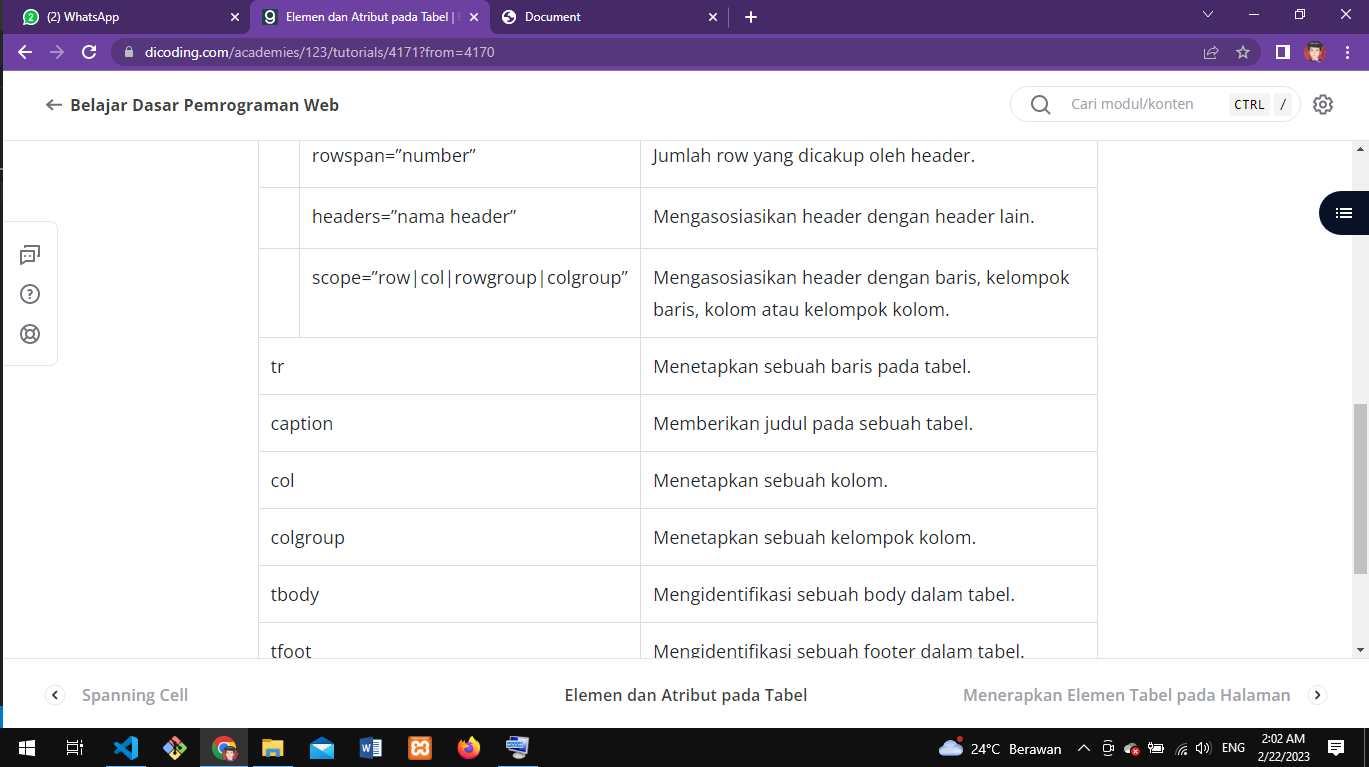 (2) WhatsApp
Elemen dan Atribut pada Tabel |
Document
dicoding.com/academies/123/tutorials/4171?from=4170
Belajar Dasar Pemrograman Web
Cari modul/konten
CTRL /
rowspan=”number”
Jumlah row yang dicakup oleh header.
headers=”nama header”
Mengasosiasikan header dengan header lain.
scope=”row|col|rowgroup|colgroup”
Mengasosiasikan header dengan baris, kelompok
baris, kolom atau kelompok kolom.
tr
Menetapkan sebuah baris pada tabel.
caption
Memberikan judul pada sebuah tabel.
col
Menetapkan sebuah kolom.
colgroup
Menetapkan sebuah kelompok kolom.
tbody
Mengidentifikasi sebuah body dalam tabel.
tfoot
Mengidentifikasi sebuah footer dalam tabel.
Spanning Cell
Elemen dan Atribut pada Tabel
Menerapkan Elemen Tabel pada Halaman
24°C Berawan
ENG
2:02 AM
2/22/2023